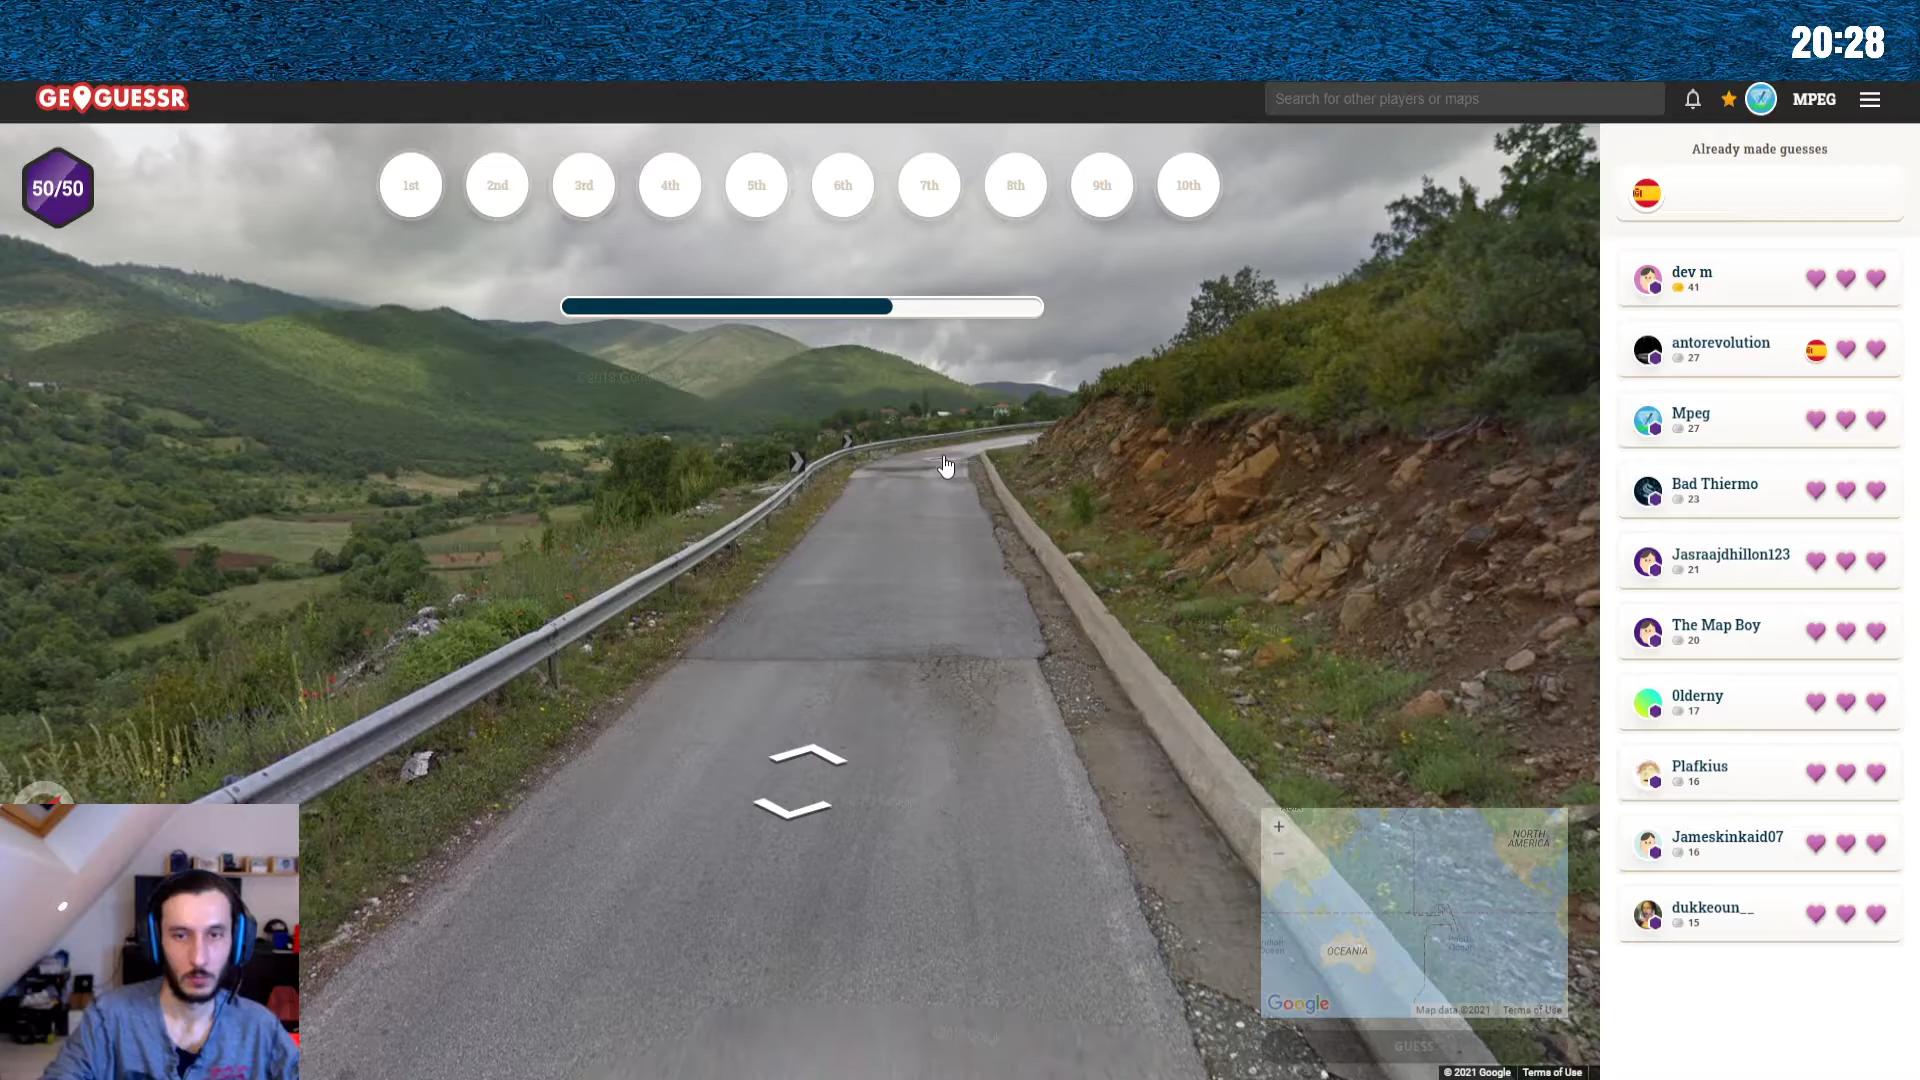 20:28
GEOGUESSR
Search for other players or maps
MPEG
50/50
1st
2nd
3rd
4th
5th
6th
7th
8th
9th
10th
Already made guesses
dev m
41
antorevolution
27
Mpeg
27
Bad Thiermo
23
Jasraajdhillon123
21
The Map Boy
20
0lderny
17
Plafkius
16
Jameskinkaid07
16
dukkeoun__
15
NORTH
AMERICA
OCEANIA
Google
Map data ©2021
Terms of Use
GUESS
© 2021 Google
Terms of Use